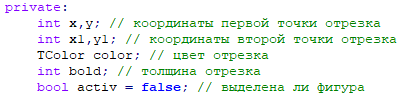 private:
int x,y; // координаты первой точки отрезка
int x1,y1; // координаты второй точки отрезка
TColor color; // цвет отрезка
int bold; // толщина отрезка
bool activ = false; // выделена ли фигура